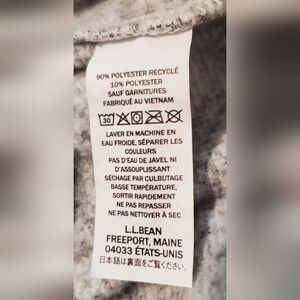 90% POLYESTER RECYCLÉ
10% POLYESTER
SAUF GARNITURES
FABRIQUÉ AU VIETNAM
30
LAVER EN MACHINE EN
EAU FROIDE, SÉPARER LES
COULEURS
PAS D'EAU DE JAVEL NI
D'ASSOUPLISSANT
SÉCHAGE PAR CULBUTAGE
BASSE TEMPÉRATURE,
SORTIR RAPIDEMENT
NE PAS REPASSER
NE PAS NETTOYER À SEC
L.L.BEAN
FREEPORT, MAINE
04033 ÉTATS-UNIS
日本語は裏面をご覧ください。